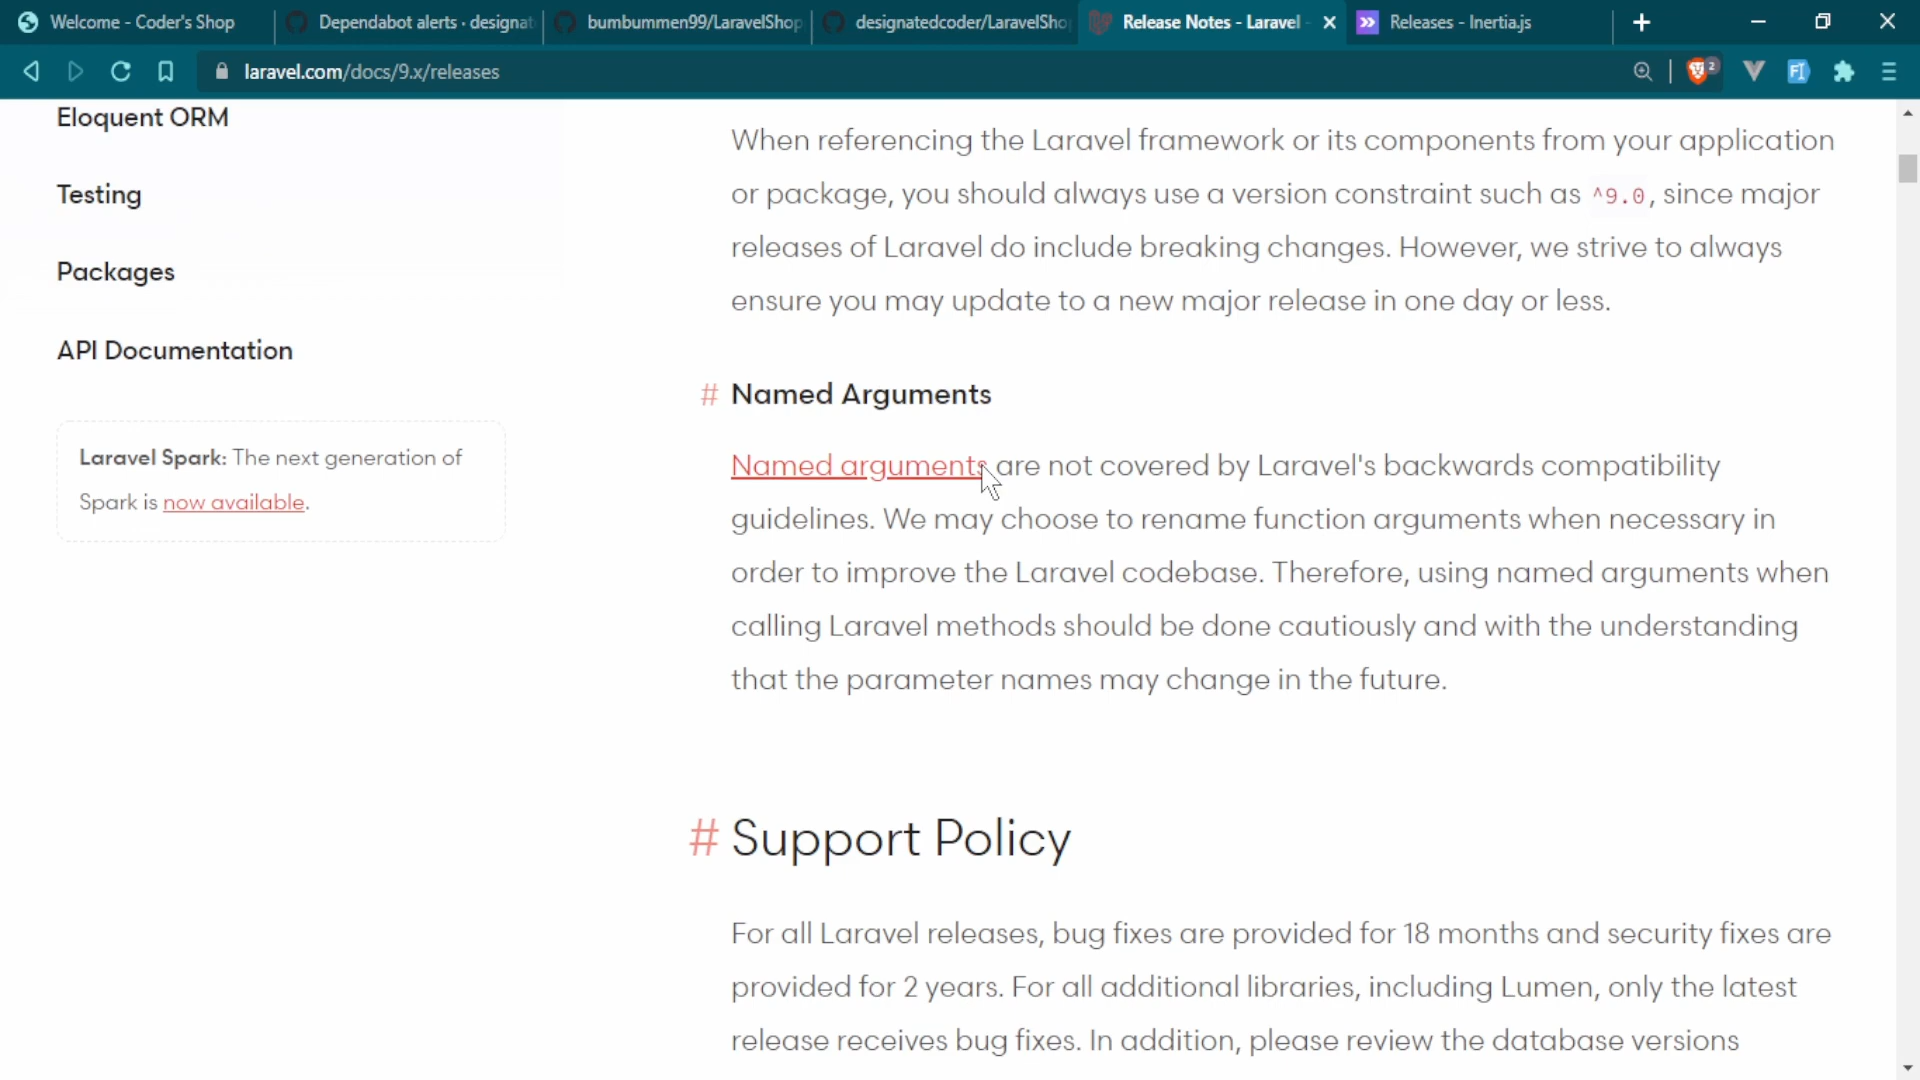 Welcome - Coder's Shop
Dependabot alerts · designat
bumbummen99/LaravelShop
designatedcoder/LaravelSho
Release Notes - Laravel -
Releases - Inertia.js
laravel.com/docs/9.x/releases
2
Eloquent ORM
Testing
Packages
API Documentation
Laravel Spark: The next generation of
Spark is now available.
When referencing the Laravel framework or its components from your application
or package, you should always use a version constraint such as ^9.0, since major
releases of Laravel do include breaking changes. However, we strive to always
ensure you may update to a new major release in one day or less.
# Named Arguments
Named arguments are not covered by Laravel's backwards compatibility
guidelines. We may choose to rename function arguments when necessary in
order to improve the Laravel codebase. Therefore, using named arguments when
calling Laravel methods should be done cautiously and with the understanding
that the parameter names may change in the future.
# Support Policy
For all Laravel releases, bug fixes are provided for 18 months and security fixes are
provided for 2 years. For all additional libraries, including Lumen, only the latest
release receives bug fixes. In addition, please review the database versions